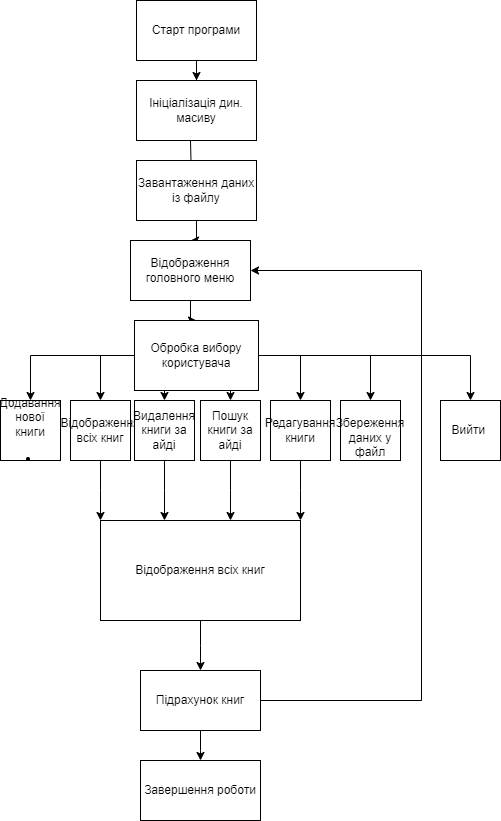 Старт програми
Ініціалізація дин.
масиву
Завантаження даних
із файлу
Відображення
головного меню
Обробка вибору
користувача
Додавання
нової
книги
Відображення
всіх книг
Видалення
книги за
айді
Пошук
книги за
айді
Редагування
книги
Збереження
даних у
файл
Вийти
Відображення всіх книг
Підрахунок книг
Завершення роботи